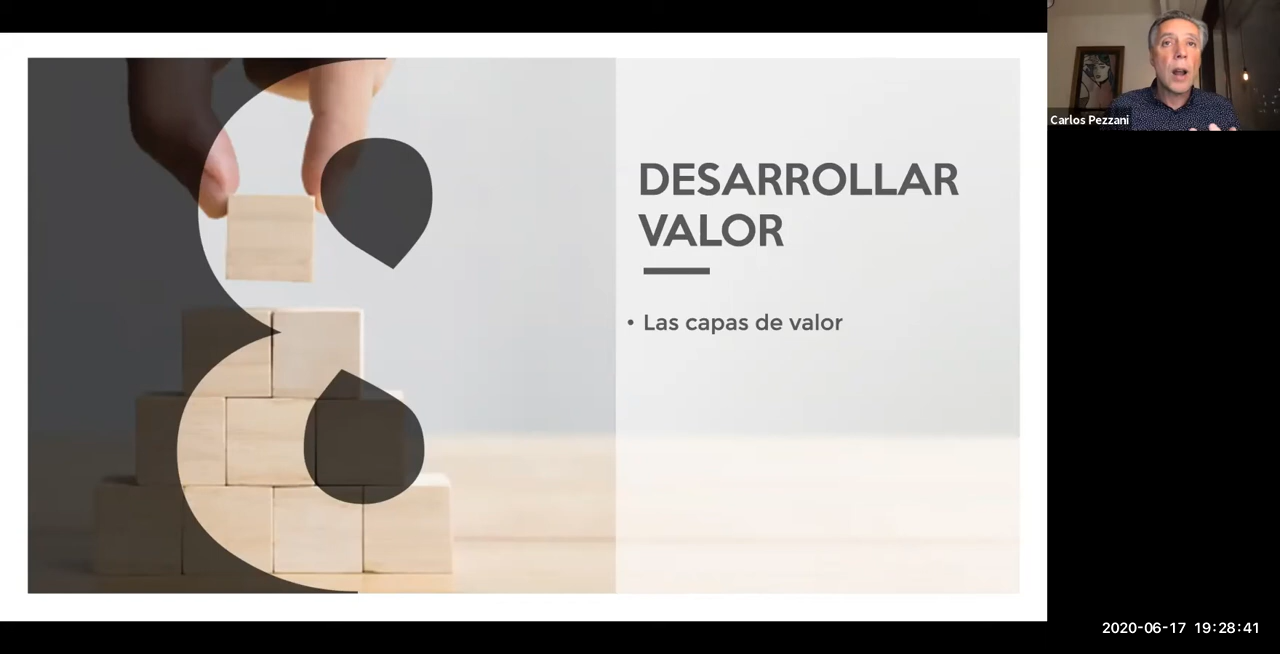 DESARROLLAR
VALOR
• Las capas de valor
Carlos Pezzani
2020-06-17 19:28:41